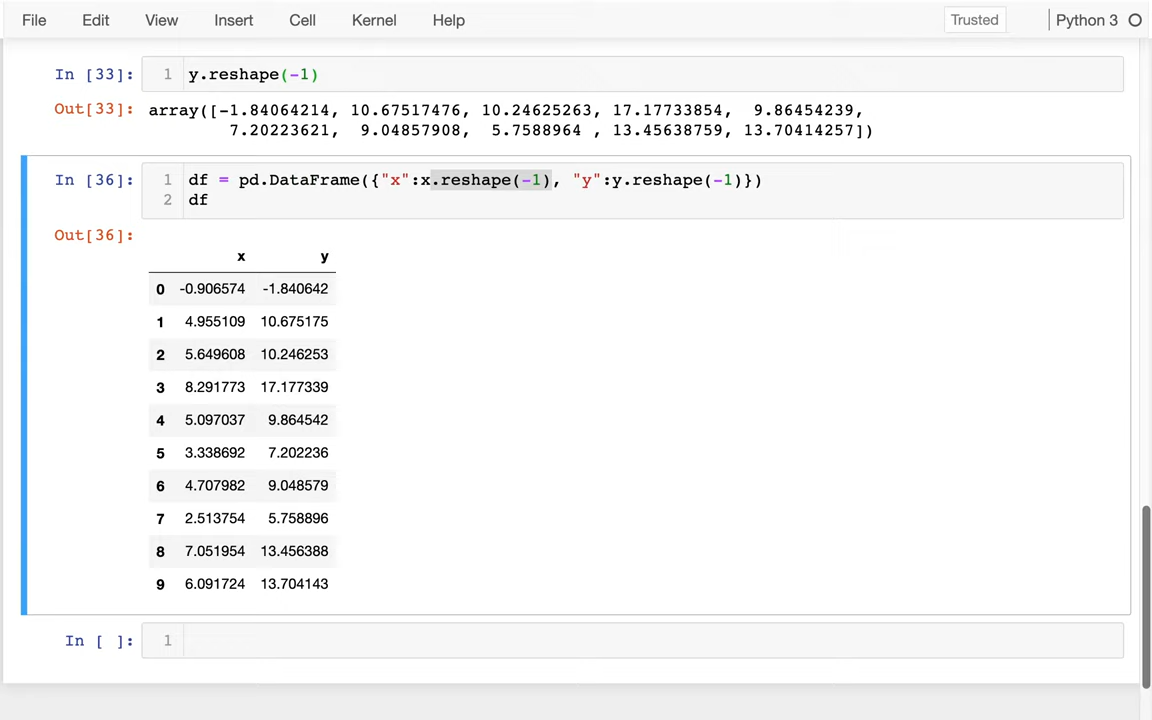 File Edit View Insert Cell Kernel Help Trusted Python 3
In [33]: 1 y.reshape(-1)
Out[33]: array([-1.84064214, 10.67517476, 10.24625263, 17.17733854, 9.86454239,
7.20223621, 9.04857908, 5.7588964 , 13.45638759, 13.70414257])
In [36]: 1 df = pd.DataFrame({"x":x.reshape(-1), "y":y.reshape(-1)})
2 df
Out[36]:
x y
0 -0.906574 -1.840642
1 4.955109 10.675175
2 5.649608 10.246253
3 8.291773 17.177339
4 5.097037 9.864542
5 3.338692 7.202236
6 4.707982 9.048579
7 2.513754 5.758896
8 7.051954 13.456388
9 6.091724 13.704143
In [ ]: 1